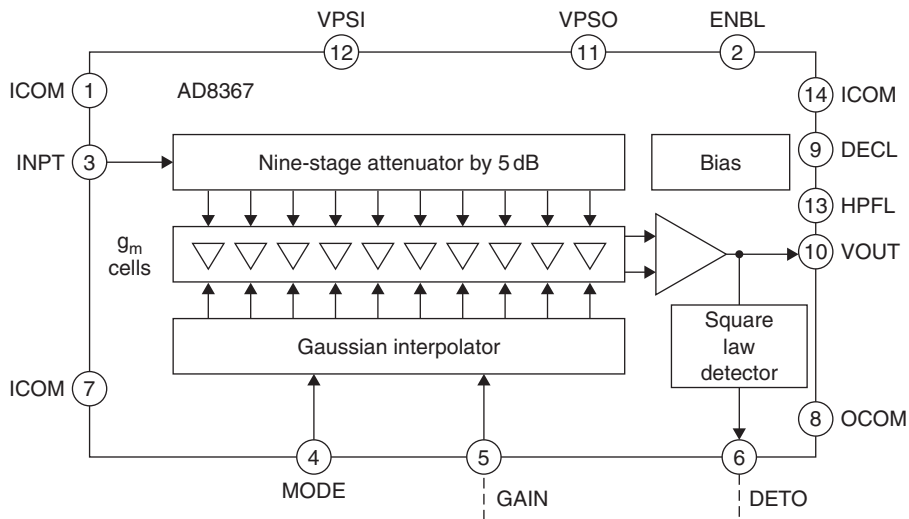 VPSI
VPSO
ENBL
12
11
2
ICOM
1
AD8367
14
ICOM
INPT
3
Nine-stage attenuator by 5 dB
Bias
9
DECL
13
HPFL
gm
cells
10
VOUT
Square
law
detector
Gaussian interpolator
ICOM
7
8
OCOM
4
5
6
MODE
GAIN
DETO